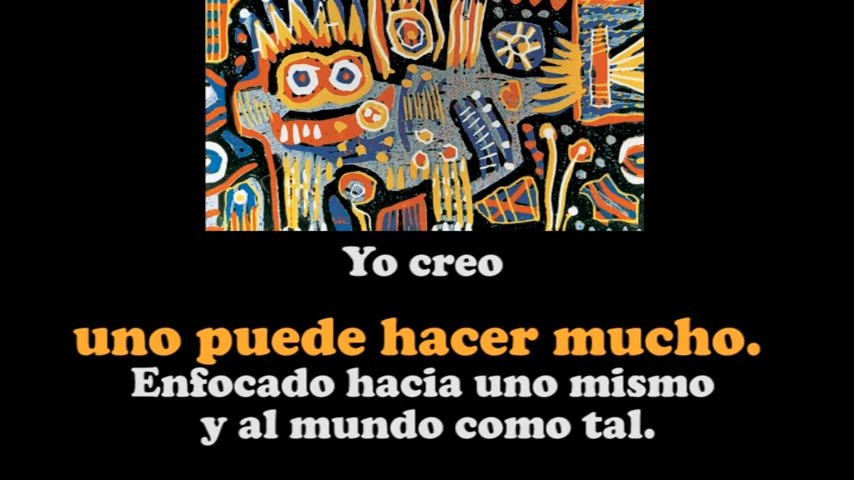 Yo creo
uno puede hacer mucho.
Enfocado hacia uno mismo
y al mundo como tal.